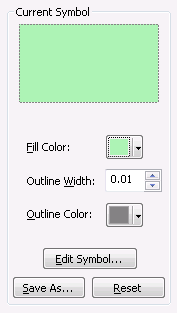 Current Symbol
Fill Color:
Outline Width: 0.01
Outline Color:
Edit Symbol...
Save As... Reset